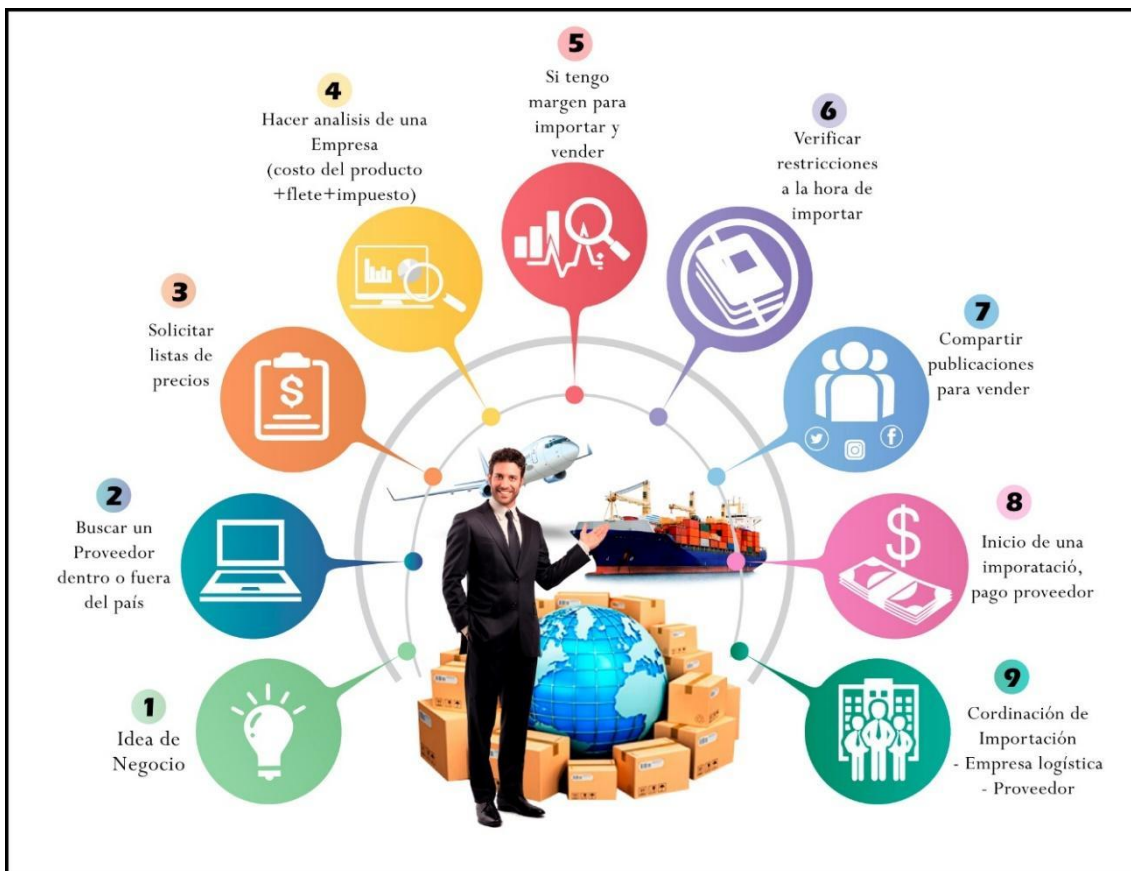 1
Idea de
Negocio
2
Buscar un
Proveedor
dentro o fuera
del país
3
Solicitar
listas de
precios
4
Hacer analisis de una
Empresa
(costo del producto
+flete+impuesto)
5
Si tengo
margen para
importar y
vender
6
Verificar
restricciones
a la hora de
importar
7
Compartir
publicaciones
para vender
8
Inicio de una
imporatació,
pago proveedor
9
Cordinación de
Importación
- Empresa logística
- Proveedor